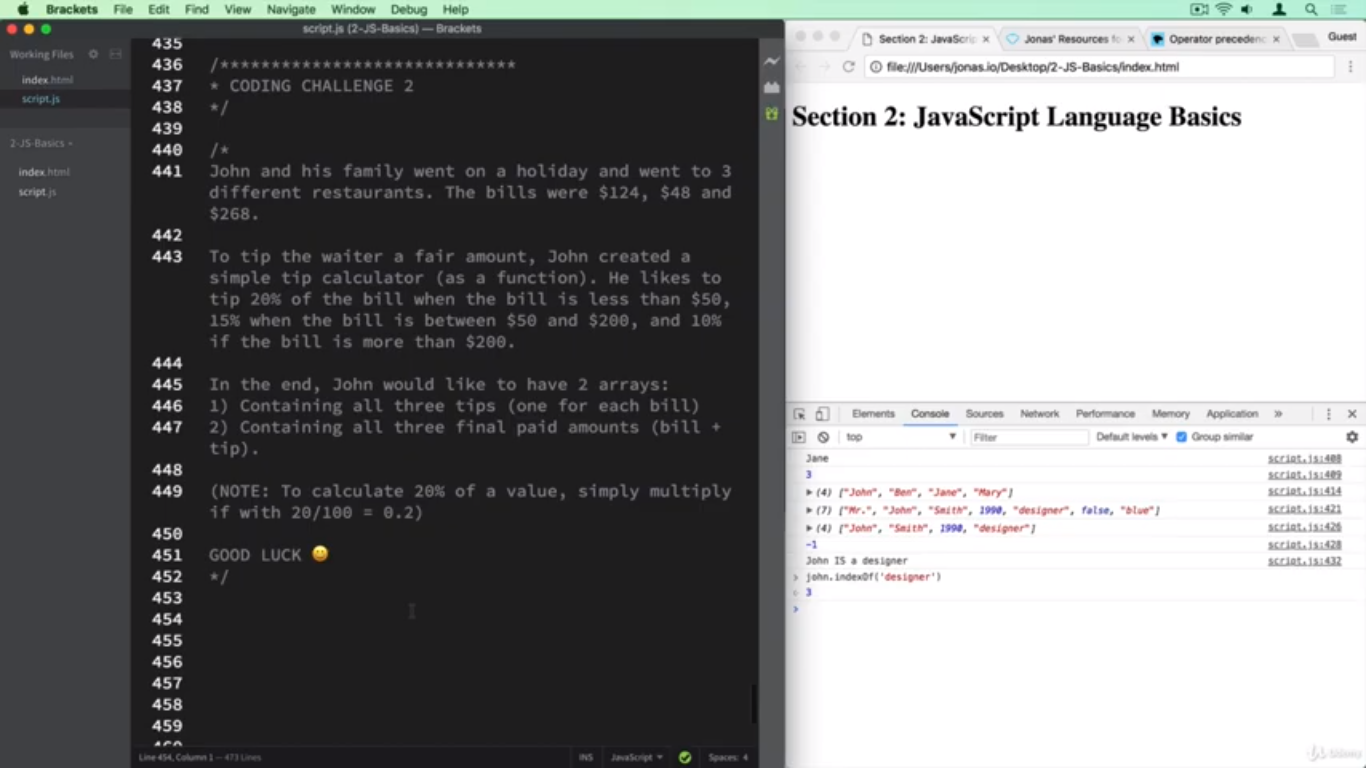 Brackets File Edit Find View Navigate Window Debug Help
script.js (2-JS-Basics) — Brackets
Working Files
index.html
script.js
2-JS-Basics
index.html
script.js
435
436 /*****************************
437 * CODING CHALLENGE 2
438 */
439
440 /*
441 John and his family went on a holiday and went to 3
different restaurants. The bills were $124, $48 and
$268.
442
443 To tip the waiter a fair amount, John created a
simple tip calculator (as a function). He likes to
tip 20% of the bill when the bill is less than $50,
15% when the bill is between $50 and $200, and 10%
if the bill is more than $200.
444
445 In the end, John would like to have 2 arrays:
446 1) Containing all three tips (one for each bill)
447 2) Containing all three final paid amounts (bill +
tip).
448
449 (NOTE: To calculate 20% of a value, simply multiply
if with 20/100 = 0.2)
450
451 GOOD LUCK 😀
452 */
453
454
455
456
457
458
459
460
Line 454, Column 1 — 473 Lines
INS JavaScript Spaces: 4
Section 2: JavaScrip × Jonas' Resources fo × Operator precedenc × Guest
file:///Users/jonas.io/Desktop/2-JS-Basics/index.html
Section 2: JavaScript Language Basics
Elements Console Sources Network Performance Memory Application »
top Filter Default levels Group similar
Jane script.js:408
3 script.js:409
(4) ["John", "Ben", "Jane", "Mary"] script.js:414
(7) ["Mr.", "John", "Smith", 1990, "designer", false, "blue"] script.js:421
(4) ["John", "Smith", 1990, "designer"] script.js:426
-1 script.js:428
John IS a designer script.js:432
> john.indexOf('designer')
3
>
Udemy